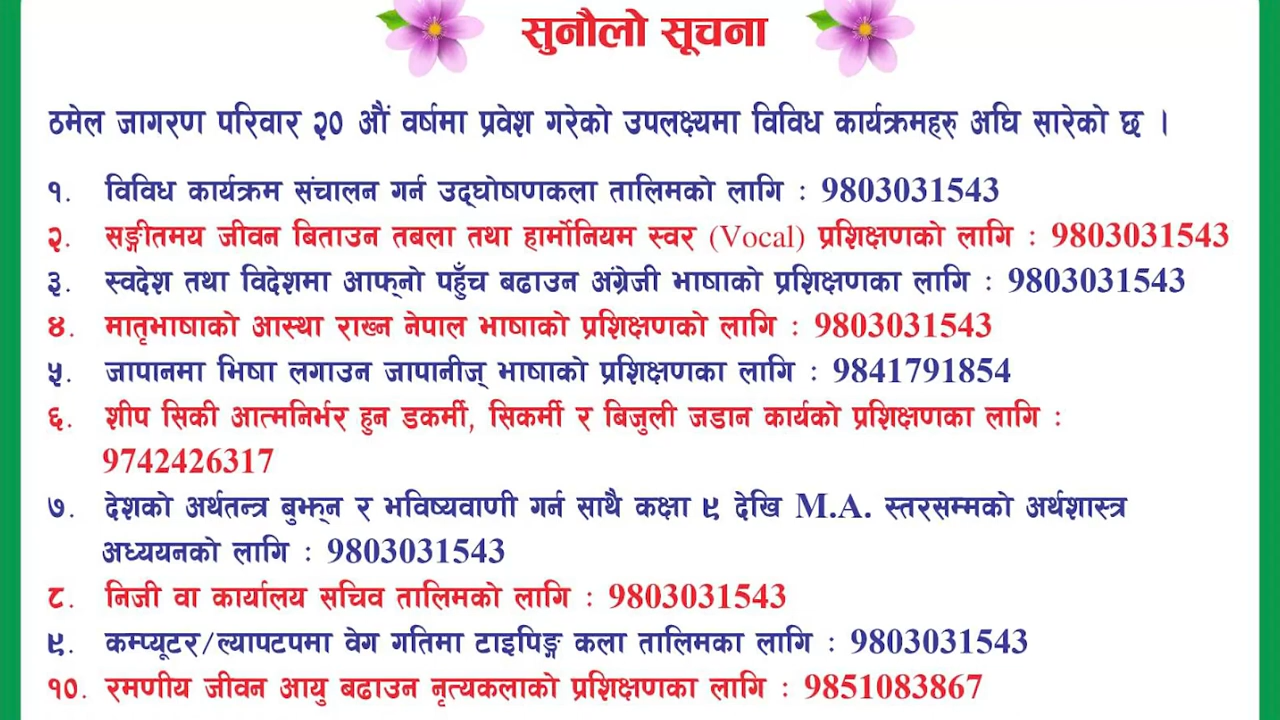 सुनौलो सूचना
ठमेल जागरण परिवार २० औं वर्षमा प्रवेश गरेको उपलक्ष्यमा विविध कार्यक्रमहरु अघि सारेको छ ।
१. विविध कार्यक्रम संचालन गर्न उद्घोषणकला तालिमको लागि : 9803031543
२. सङ्गीतमय जीवन बिताउन तबला तथा हार्मोनियम स्वर (Vocal) प्रशिक्षणको लागि : 9803031543
३. स्वदेश तथा विदेशमा आफ्नो पहुँच बढाउन अंग्रेजी भाषाको प्रशिक्षणका लागि : 9803031543
४. मातृभाषाको आस्था राख्न नेपाल भाषाको प्रशिक्षणको लागि : 9803031543
५. जापानमा भिषा लगाउन जापानीज् भाषाको प्रशिक्षणका लागि : 9841791854
६. शीप सिकी आत्मनिर्भर हुन डकर्मी, सिकर्मी र बिजुली जडान कार्यको प्रशिक्षणका लागि :
9742426317
७. देशको अर्थतन्त्र बुझ्न र भविष्यवाणी गर्न साथै कक्षा ९ देखि M.A. स्तरसम्मको अर्थशास्त्र
अध्ययनको लागि : 9803031543
८. निजी वा कार्यालय सचिव तालिमको लागि : 9803031543
९. कम्प्यूटर/ल्यापटपमा वेग गतिमा टाइपिङ्ग कला तालिमका लागि : 9803031543
१०. रमणीय जीवन आयु बढाउन नृत्यकलाको प्रशिक्षणका लागि : 9851083867